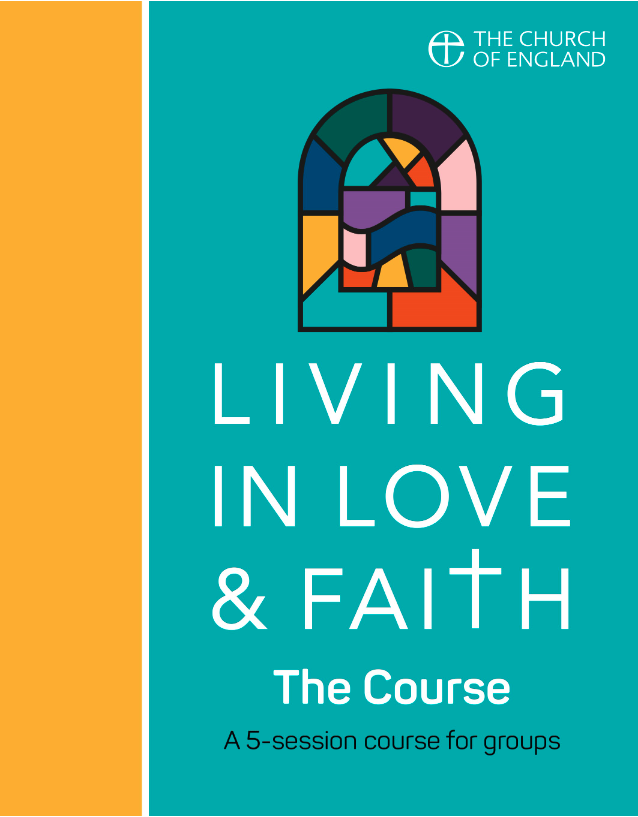 THE CHURCH
OF ENGLAND
LIVING
IN LOVE
& FAITH
The Course
A 5-session course for groups